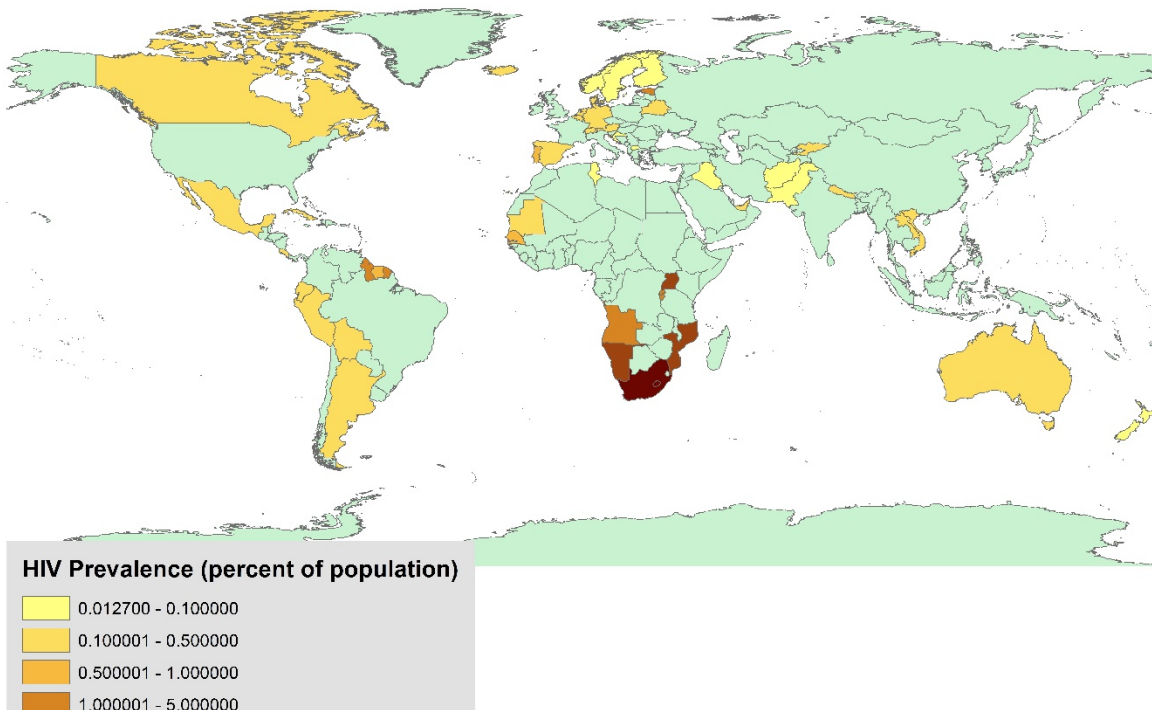 HIV Prevalence (percent of population)
0.012700 - 0.100000
0.100001 - 0.500000
0.500001 - 1.000000
1.000001 - 5.000000